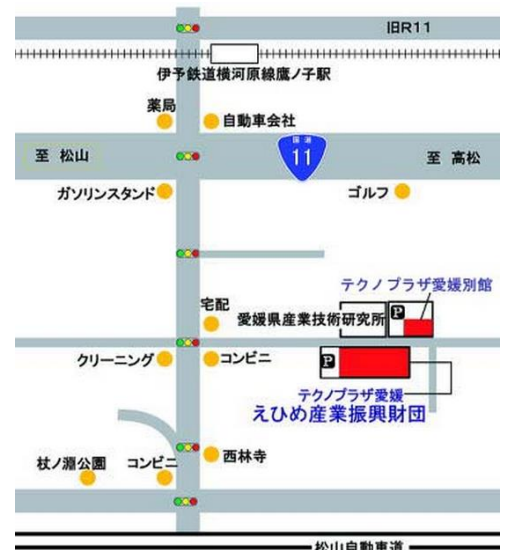 旧R11
伊予鉄道横河原線鷹ノ子駅
薬局
自動車会社
至 松山
国道
11
至 高松
ガソリンスタンド
ゴルフ
テクノプラザ愛媛別館
宅配
愛媛県産業技術研究所
P
クリーニング
コンビニ
P
テクノプラザ愛媛
えひめ産業振興財団
杖ノ淵公園
コンビニ
西林寺
松山自動車道